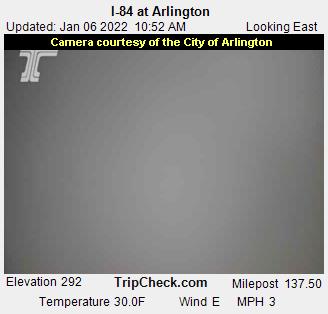 I-84 at Arlington
Updated: Jan 06 2022 10:52 AM Looking East
Camera courtesy of the City of Arlington
Elevation 292 TripCheck.com Milepost 137.50
Temperature 30.0F Wind E MPH 3